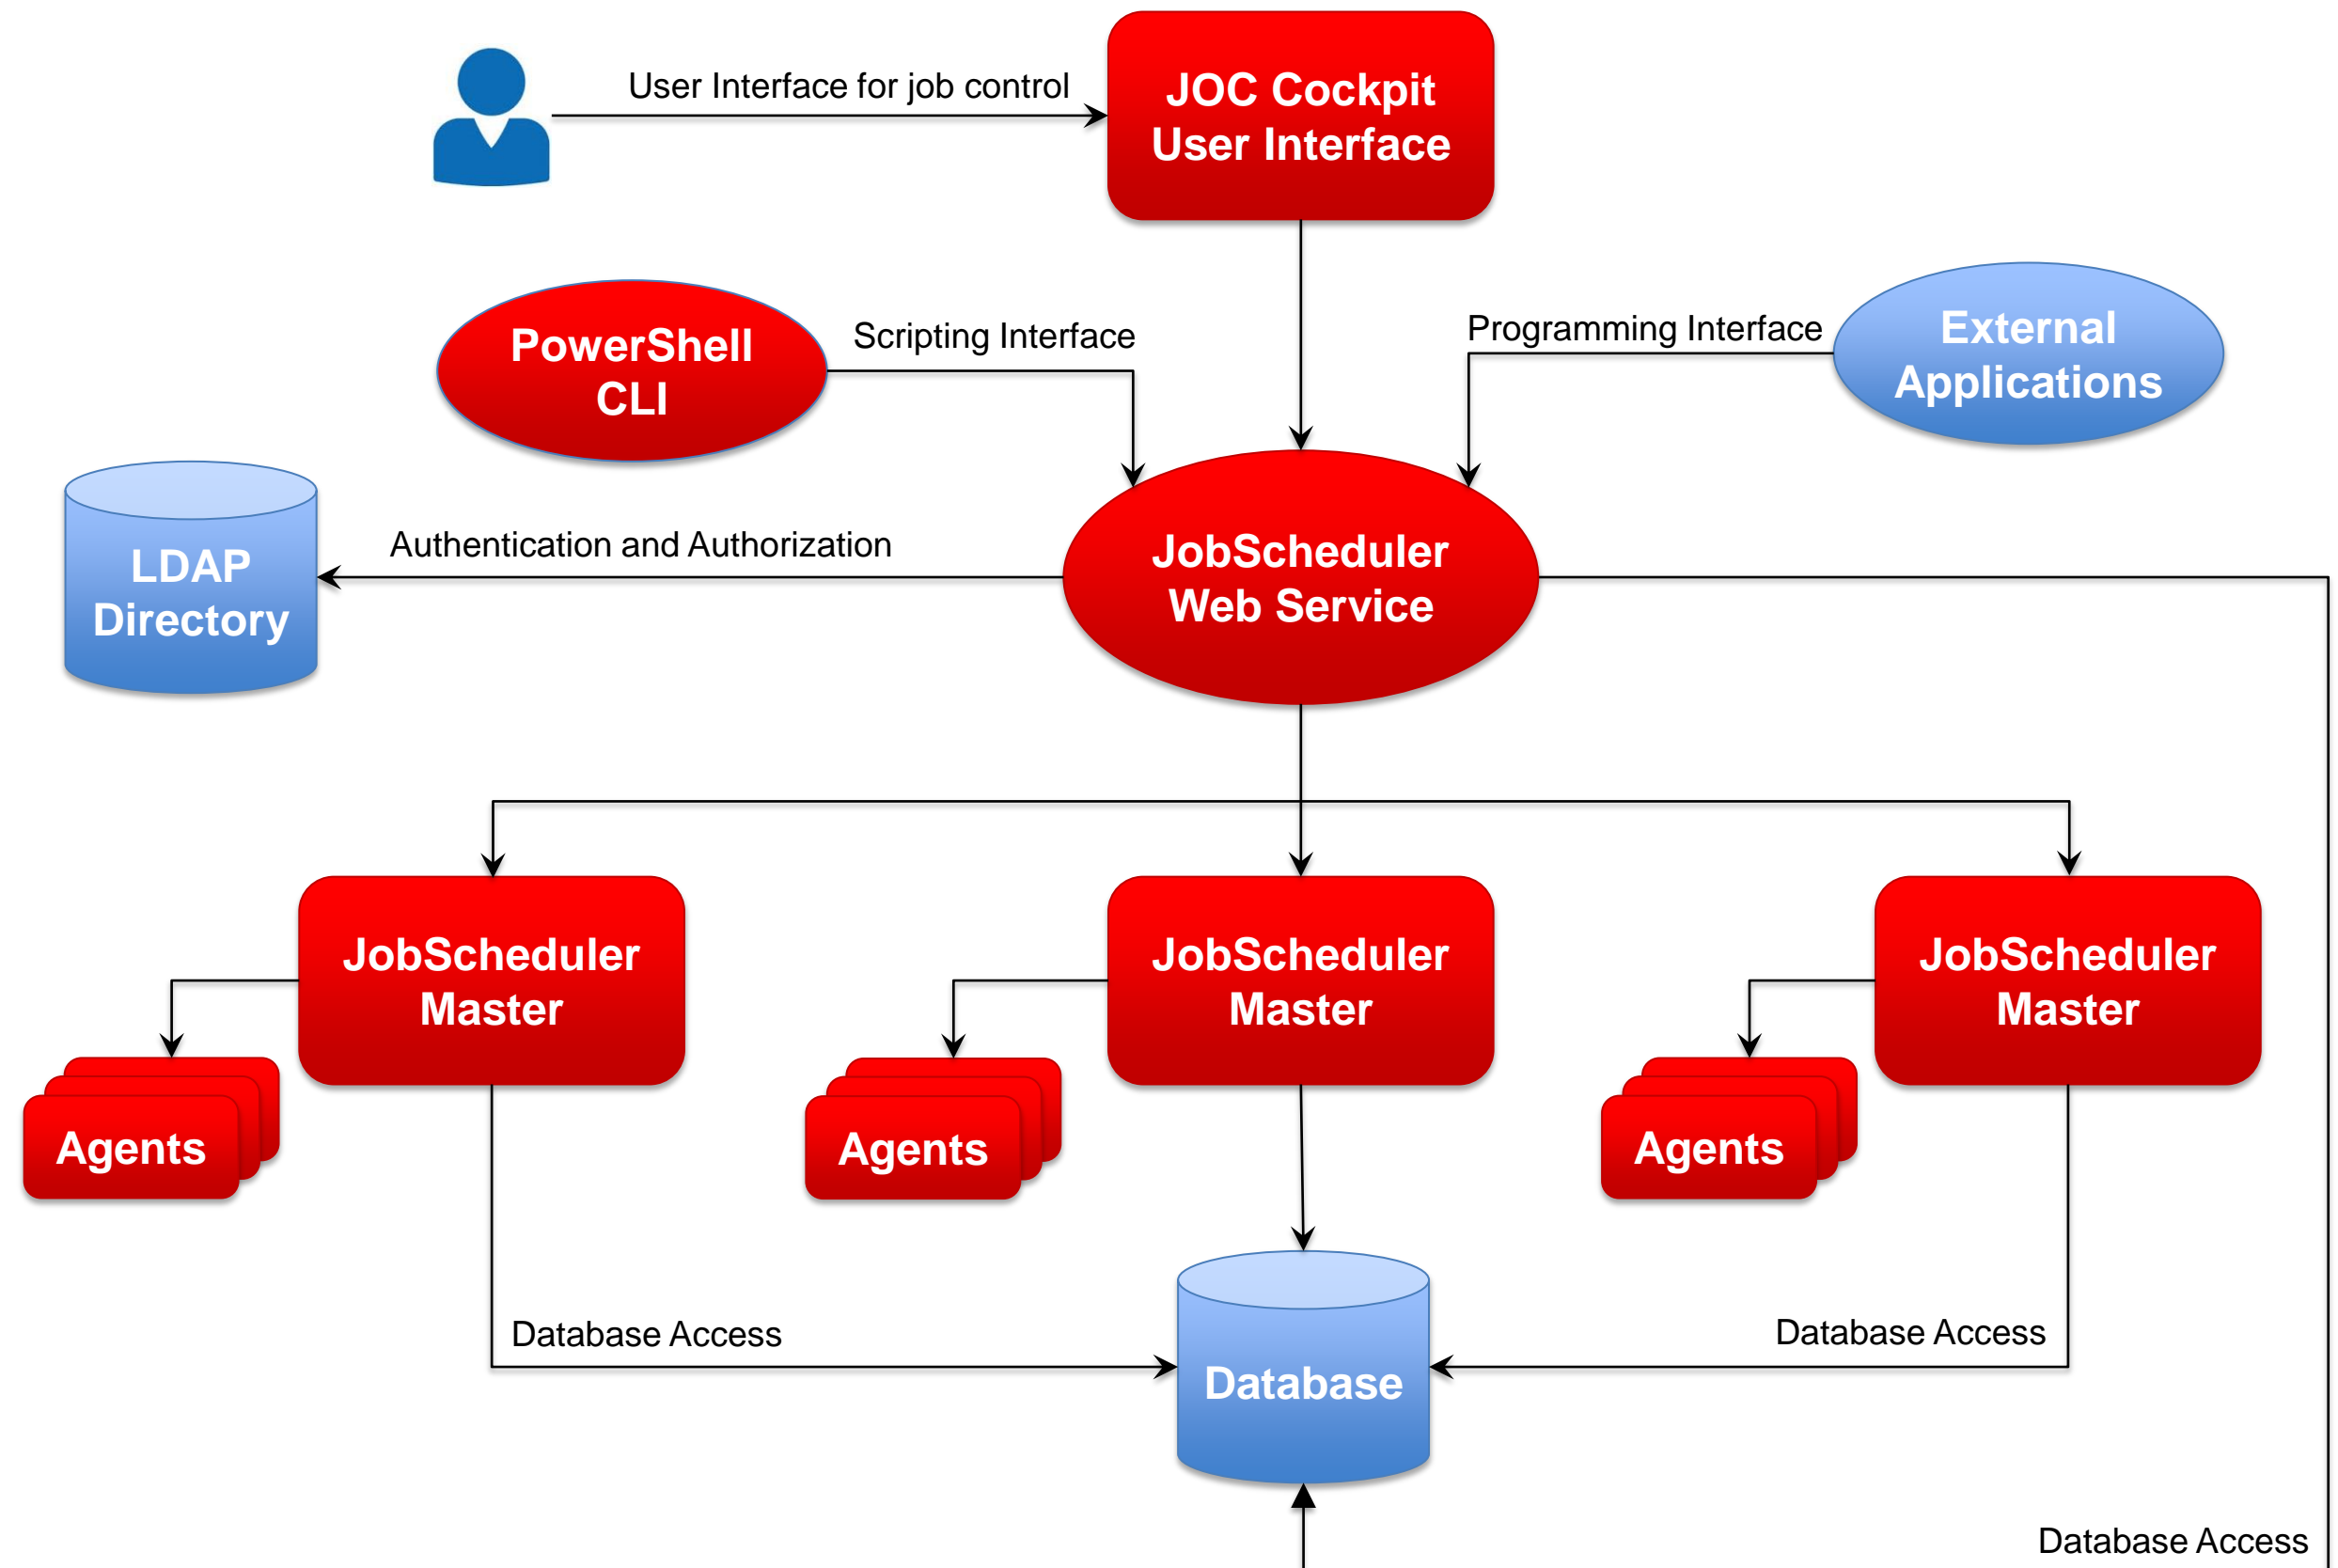 User Interface for job control
JOC Cockpit
User Interface
PowerShell
CLI
Scripting Interface
Programming Interface
External
Applications
LDAP
Directory
Authentication and Authorization
JobScheduler
Web Service
JobScheduler
Master
JobScheduler
Master
JobScheduler
Master
Agents
Agents
Agents
Database Access
Database
Database Access
Database Access